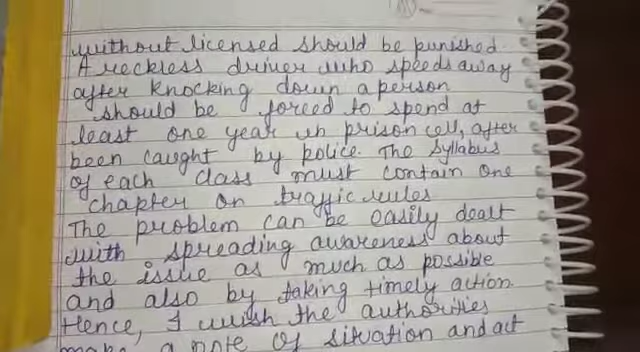 without licensed should be punished.
A reckless driver who speeds away
after knocking down a person
should be forced to spend at
least one year in prison cell, after
been caught by police. The syllabus
of each class must contain one
chapter on traffic rules
The problem can be easily dealt
with spreading awareness about
the issue as much as possible
and also by taking timely action.
Hence, I wish the authorities
make a note of situation and act